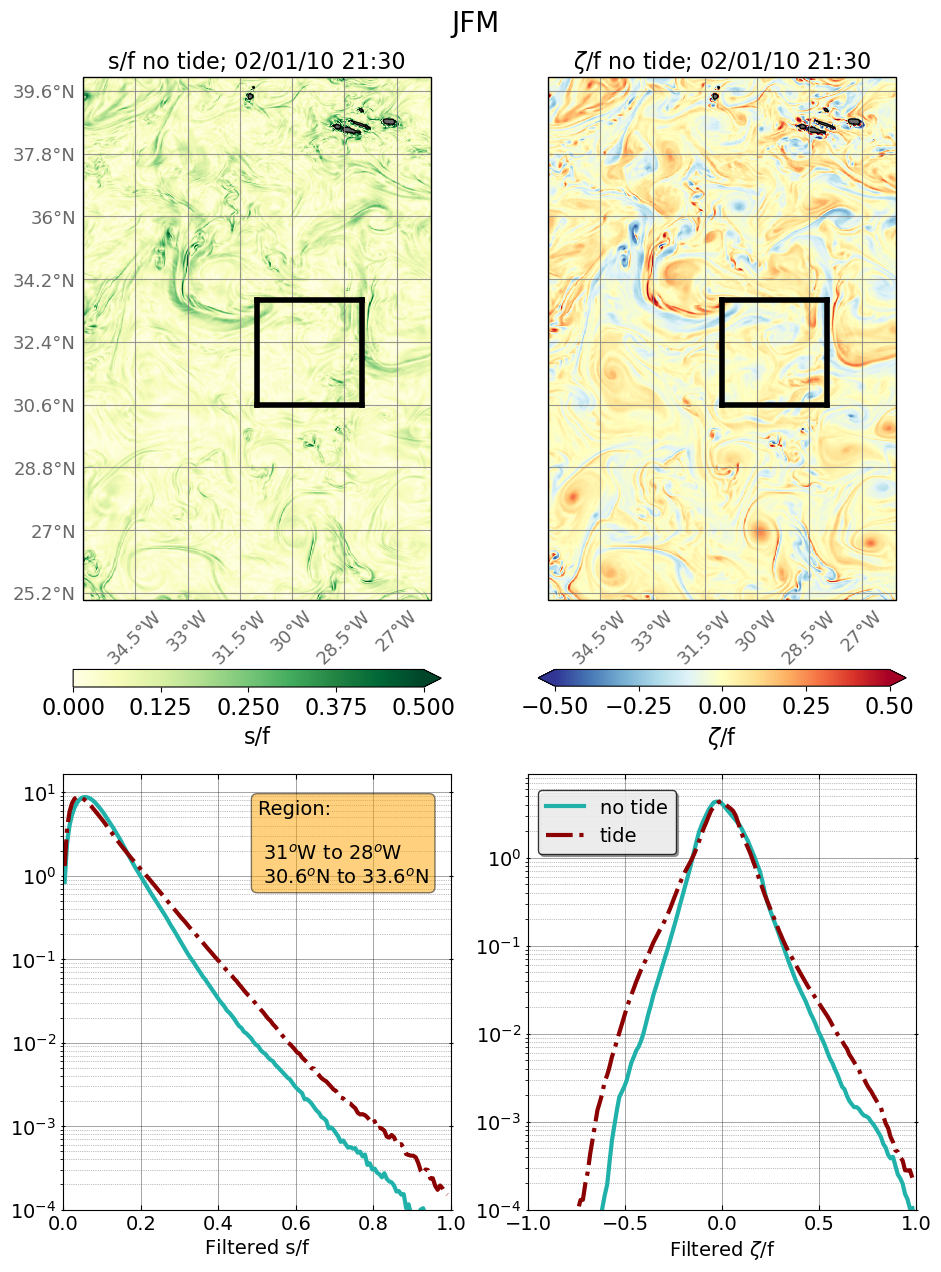 JFM
s/f no tide; 02/01/10 21:30
ζ/f no tide; 02/01/10 21:30
39.6°N
37.8°N
36°N
34.2°N
32.4°N
30.6°N
28.8°N
27°N
25.2°N
34.5°W 33°W 31.5°W 30°W 28.5°W 27°W
34.5°W 33°W 31.5°W 30°W 28.5°W 27°W
0.000 0.125 0.250 0.375 0.500
s/f
−0.50 −0.25 0.00 0.25 0.50
ζ/f
10¹
10⁰
10⁻¹
10⁻²
10⁻³
10⁻⁴
Region:
31°W to 28°W
30.6°N to 33.6°N
0.0 0.2 0.4 0.6 0.8 1.0
Filtered s/f
no tide
tide
10⁰
10⁻¹
10⁻²
10⁻³
10⁻⁴
−1.0 −0.5 0.0 0.5 1.0
Filtered ζ/f